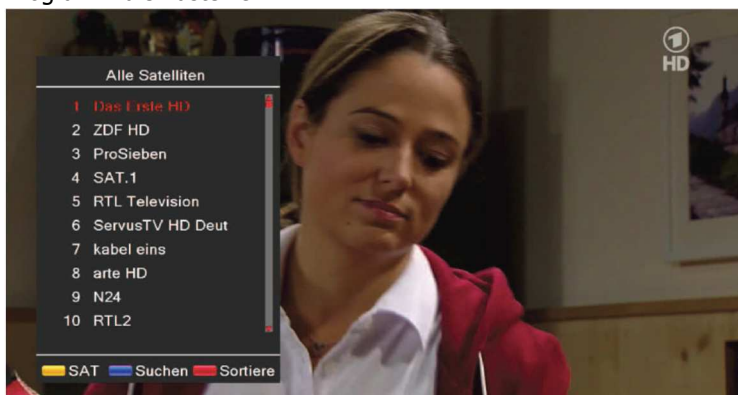 Alle Satelliten
1 Das Erste HD
2 ZDF HD
3 ProSieben
4 SAT.1
5 RTL Television
6 ServusTV HD Deut
7 kabel eins
8 arte HD
9 N24
10 RTL2
SAT Suchen Sortiere
1
HD